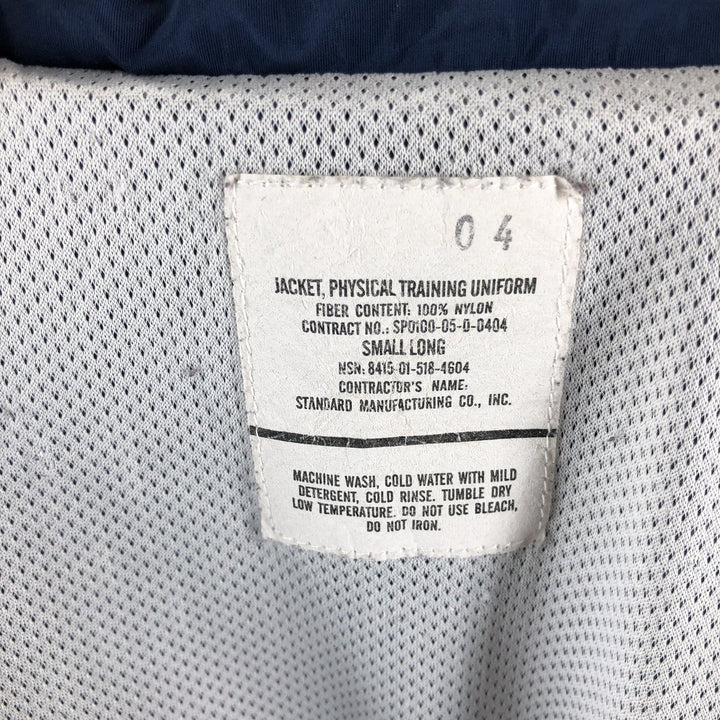 04
JACKET, PHYSICAL TRAINING UNIFORM
FIBER CONTENT: 100% NYLON
CONTRACT NO.: SP0100-05-D-0404
SMALL LONG
NSN: 8415-01-518-4604
CONTRACTOR'S NAME:
STANDARD MANUFACTURING CO., INC.
MACHINE WASH, COLD WATER WITH MILD
DETERGENT, COLD RINSE. TUMBLE DRY
LOW TEMPERATURE. DO NOT USE BLEACH,
DO NOT IRON.